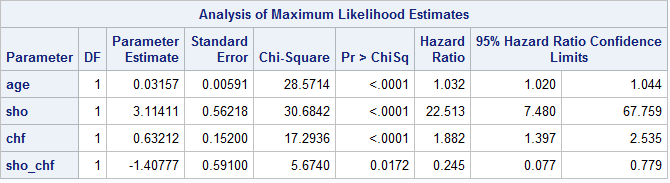 Analysis of Maximum Likelihood Estimates
Parameter DF Parameter Estimate Standard Error Chi-Square Pr > ChiSq Hazard Ratio 95% Hazard Ratio Confidence Limits
age 1 0.03157 0.00591 28.5714 <.0001 1.032 1.020 1.044
sho 1 3.11411 0.56218 30.6842 <.0001 22.513 7.480 67.759
chf 1 0.63212 0.15200 17.2936 <.0001 1.882 1.397 2.535
sho_chf 1 -1.40777 0.59100 5.6740 0.0172 0.245 0.077 0.779